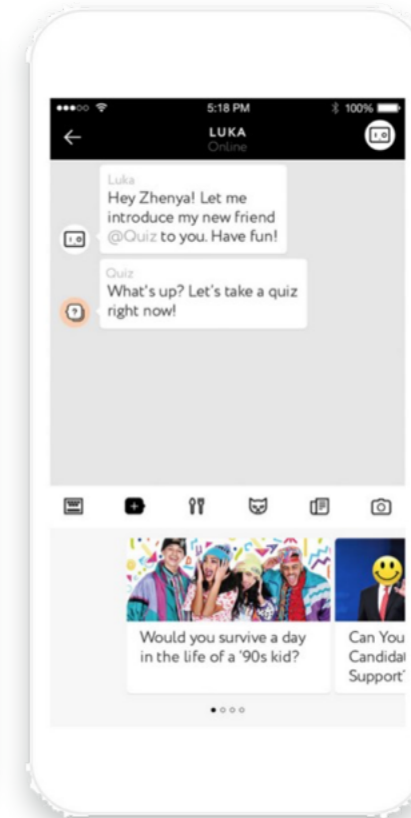 5:18 PM
100%
LUKA
Online
Luka
Hey Zhenya! Let me
introduce my new friend
@Quiz to you. Have fun!
Quiz
What's up? Let's take a quiz
right now!
Would you survive a day
in the life of a '90s kid?
Can You
Candidat
Support